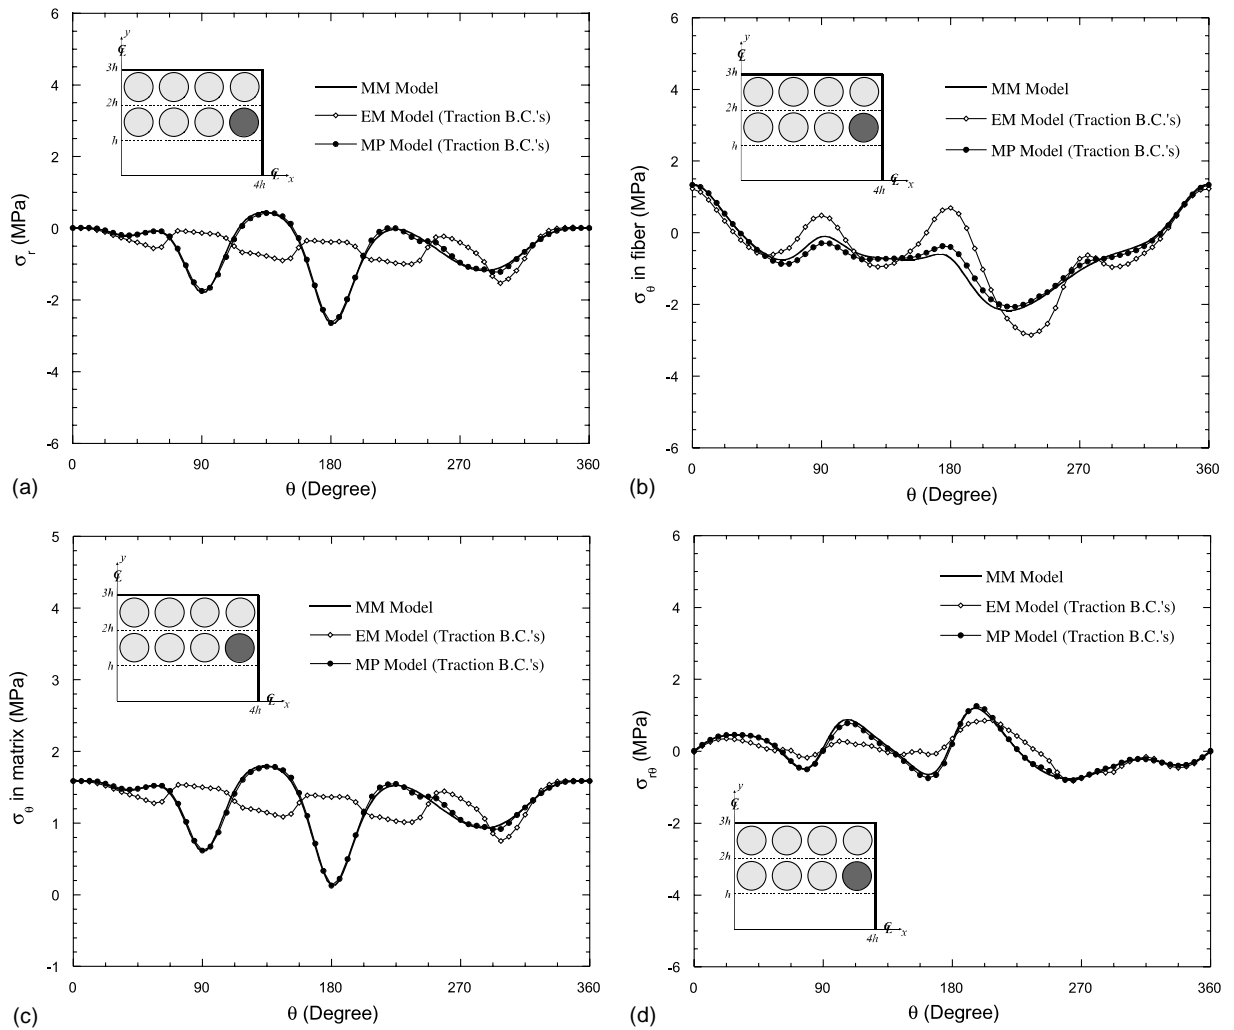 6
4
2
0
-2
-4
-6
0
90
180
270
360
σr (MPa)
θ (Degree)
(a)
y
℄
3h
2h
h
4h
℄
x
MM Model
EM Model (Traction B.C.'s)
MP Model (Traction B.C.'s)
6
4
2
0
-2
-4
-6
0
90
180
270
360
σθ in fiber (MPa)
θ (Degree)
(b)
y
℄
3h
2h
h
4h
℄
x
MM Model
EM Model (Traction B.C.'s)
MP Model (Traction B.C.'s)
5
4
3
2
1
0
-1
0
90
180
270
360
σθ in matrix (MPa)
θ (Degree)
(c)
y
℄
3h
2h
h
4h
℄
x
MM Model
EM Model (Traction B.C.'s)
MP Model (Traction B.C.'s)
6
4
2
0
-2
-4
-6
0
90
180
270
360
σrθ (MPa)
θ (Degree)
(d)
MM Model
EM Model (Traction B.C.'s)
MP Model (Traction B.C.'s)
y
℄
3h
2h
h
4h
℄
x